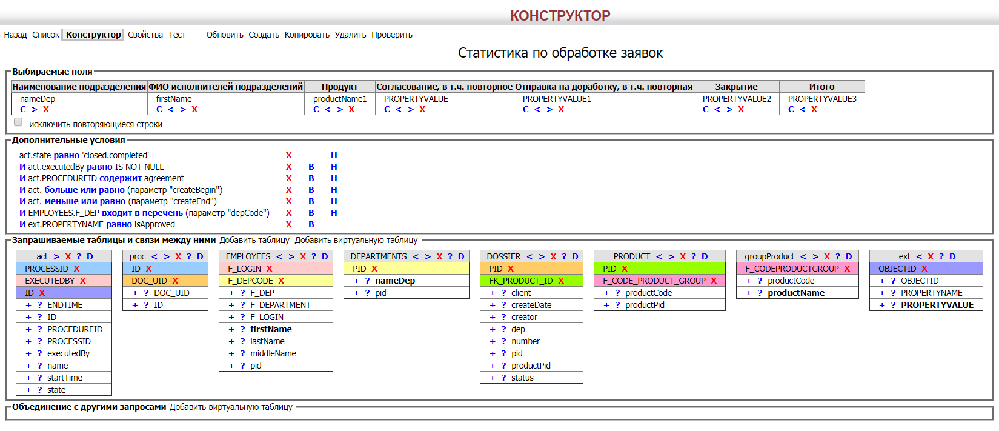 КОНСТРУКТОР
Назад Список Конструктор Свойства Тест Обновить Создать Копировать Удалить Проверить
Статистика по обработке заявок
Выбираемые поля
Наименование подразделения ФИО исполнителей подразделений Продукт Согласование, в т.ч. повторное Отправка на доработку, в т.ч. повторная Закрытие Итого
nameDep firstName productName1 PROPERTYVALUE PROPERTYVALUE1 PROPERTYVALUE2 PROPERTYVALUE3
C > X C < > X C < > X C < > X C < > X C < > X C < X
исключить повторяющиеся строки
Дополнительные условия
act.state равно 'closed.completed' X Н
И act.executedBy равно IS NOT NULL X В Н
И act.PROCEDUREID содержит agreement X В Н
И act. больше или равно (параметр "createBegin") X В Н
И act. меньше или равно (параметр "createEnd") X В Н
И EMPLOYEES.F_DEP входит в перечень (параметр "depCode") X В Н
И ext.PROPERTYNAME равно isApproved X В
Запрашиваемые таблицы и связи между ними Добавить таблицу Добавить виртуальную таблицу
act > X ? D proc < > X ? D EMPLOYEES < > X ? D DEPARTMENTS < > X ? D DOSSIER < > X ? D PRODUCT < > X ? D groupProduct < > X ? D ext < X ? D
PROCESSID X ID X F_LOGIN X PID X PID X PID X F_CODEPRODUCTGROUP X OBJECTID X
EXECUTEDBY X DOC_UID X F_DEPCODE X + ? nameDep FK_PRODUCT_ID X F_CODE_PRODUCT_GROUP X + ? productCode + ? OBJECTID
ID X + ? DOC_UID + ? F_DEP + ? pid + ? client + ? productCode + ? productName + ? PROPERTYNAME
+ ? ENDTIME + ? ID + ? F_DEPARTMENT + ? createDate + ? productPid + ? PROPERTYVALUE
+ ? ID + ? F_LOGIN + ? creator
+ ? PROCEDUREID + ? firstName + ? dep
+ ? PROCESSID + ? lastName + ? number
+ ? executedBy + ? middleName + ? pid
+ ? name + ? pid + ? productPid
+ ? startTime + ? status
+ ? state
Объединение с другими запросами Добавить виртуальную таблицу